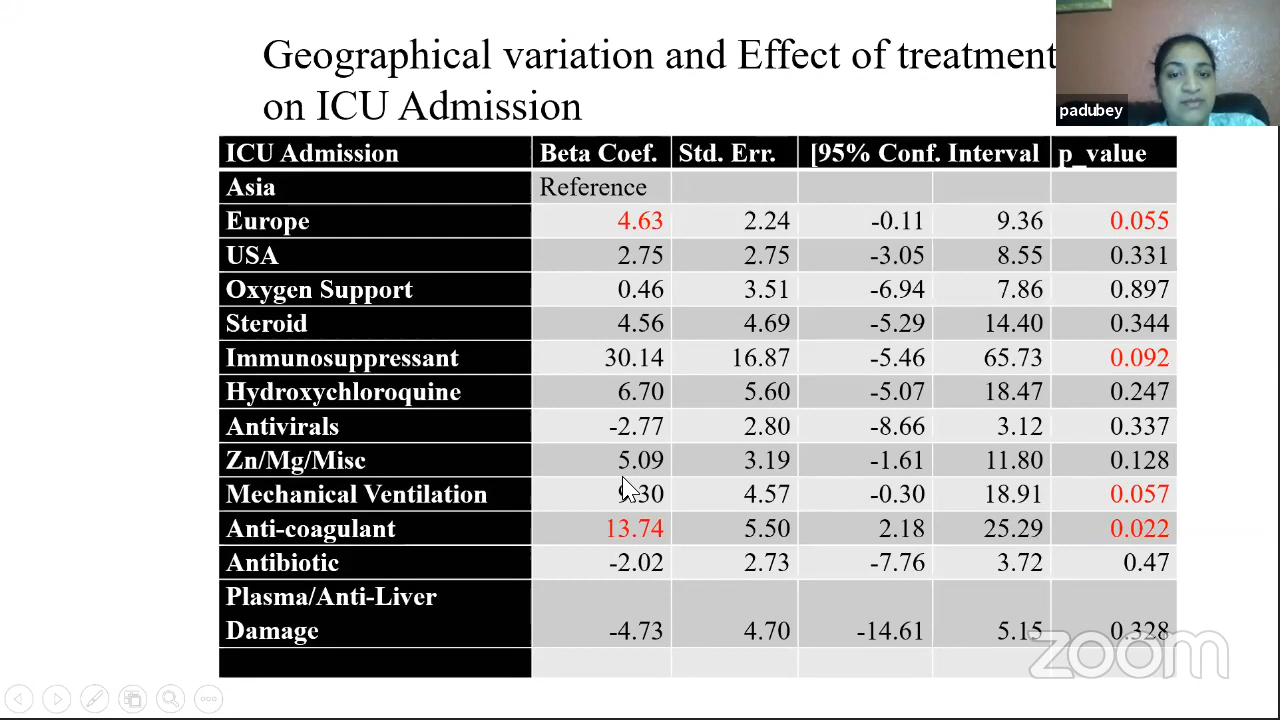 Geographical variation and Effect of treatment
on ICU Admission
padubey
ICU Admission Beta Coef. Std. Err. [95% Conf. Interval p_value
Asia Reference
Europe 4.63 2.24 -0.11 9.36 0.055
USA 2.75 2.75 -3.05 8.55 0.331
Oxygen Support 0.46 3.51 -6.94 7.86 0.897
Steroid 4.56 4.69 -5.29 14.40 0.344
Immunosuppressant 30.14 16.87 -5.46 65.73 0.092
Hydroxychloroquine 6.70 5.60 -5.07 18.47 0.247
Antivirals -2.77 2.80 -8.66 3.12 0.337
Zn/Mg/Misc 5.09 3.19 -1.61 11.80 0.128
Mechanical Ventilation 9.30 4.57 -0.30 18.91 0.057
Anti-coagulant 13.74 5.50 2.18 25.29 0.022
Antibiotic -2.02 2.73 -7.76 3.72 0.47
Plasma/Anti-Liver
Damage -4.73 4.70 -14.61 5.15 0.328
zoom